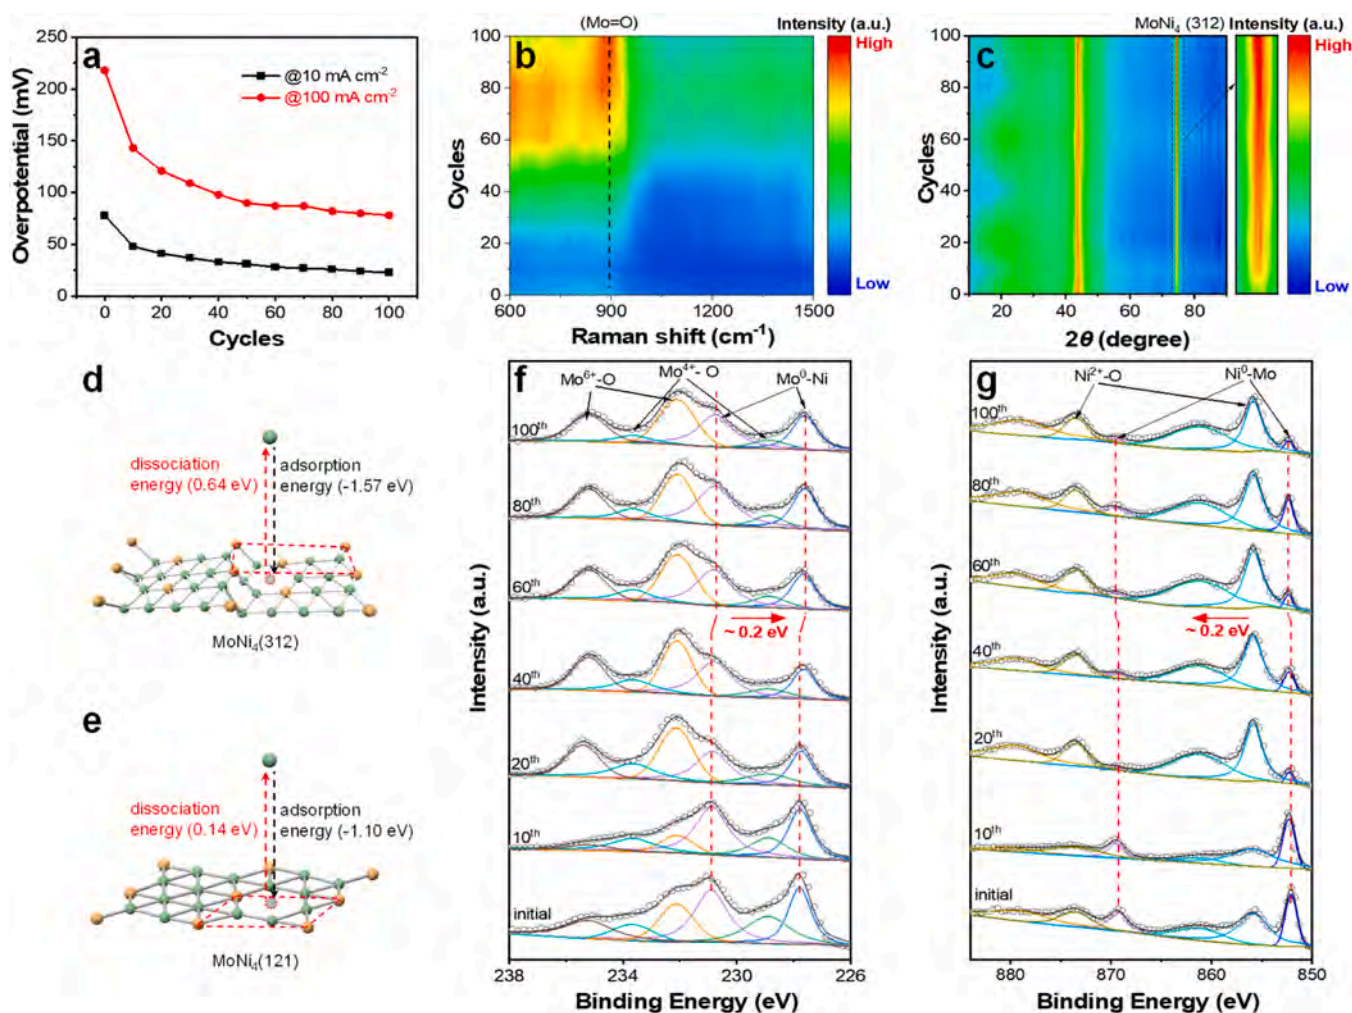 a
Overpotential (mV)
250
200
150
100
50
0
@10 mA cm⁻²
@100 mA cm⁻²
0 20 40 60 80 100
Cycles
(Mo=O)
Intensity (a.u.)
b
Cycles
100
80
60
40
20
0
600 900 1200 1500
Raman shift (cm⁻¹)
High
Low
MoNi₄ (312)
Intensity (a.u.)
c
Cycles
100
80
60
40
20
0
20 40 60 80
2θ (degree)
High
Low
d
dissociation
energy (0.64 eV)
adsorption
energy (-1.57 eV)
MoNi₄(312)
e
dissociation
energy (0.14 eV)
adsorption
energy (-1.10 eV)
MoNi₄(121)
f
Mo⁶⁺-O
Mo⁴⁺- O
Mo⁰-Ni
Intensity (a.u.)
100ᵗʰ
80ᵗʰ
60ᵗʰ
~ 0.2 eV
40ᵗʰ
20ᵗʰ
10ᵗʰ
initial
238 234 230 226
Binding Energy (eV)
g
Ni²⁺-O
Ni⁰-Mo
Intensity (a.u.)
100ᵗʰ
80ᵗʰ
60ᵗʰ
~ 0.2 eV
40ᵗʰ
20ᵗʰ
10ᵗʰ
initial
880 870 860 850
Binding Energy (eV)